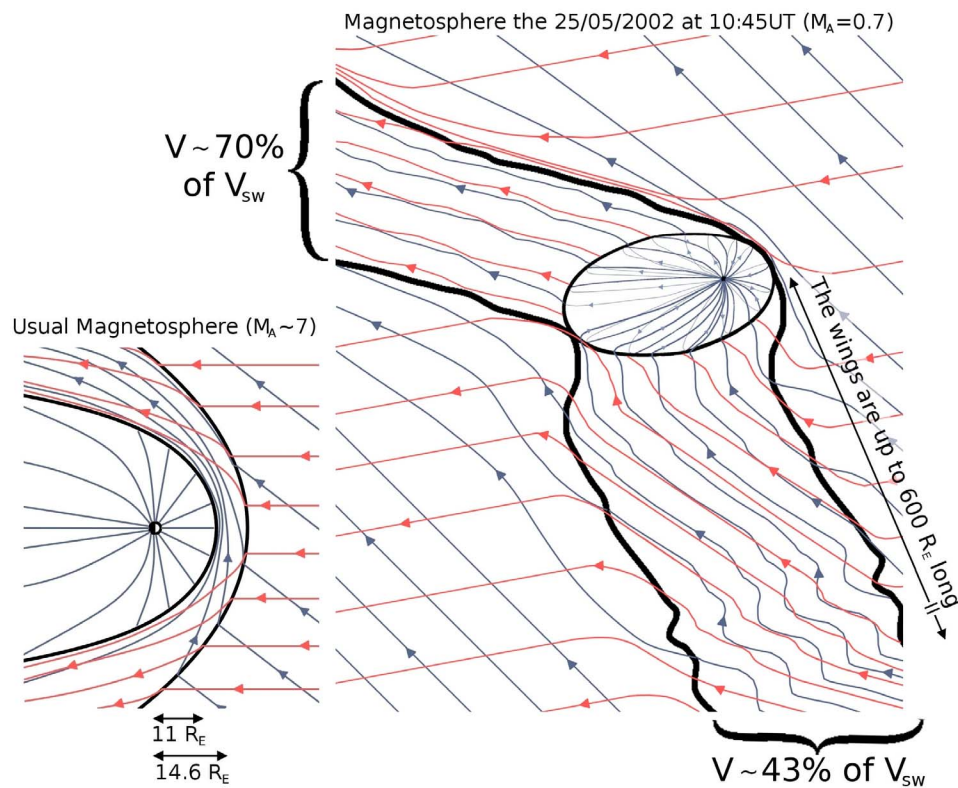 Magnetosphere the 25/05/2002 at 10:45UT (M_A=0.7)
V~70%
of V_sw
The wings are up to 600 R_E long
Usual Magnetosphere (M_A~7)
11 R_E
14.6 R_E
V~43% of V_sw